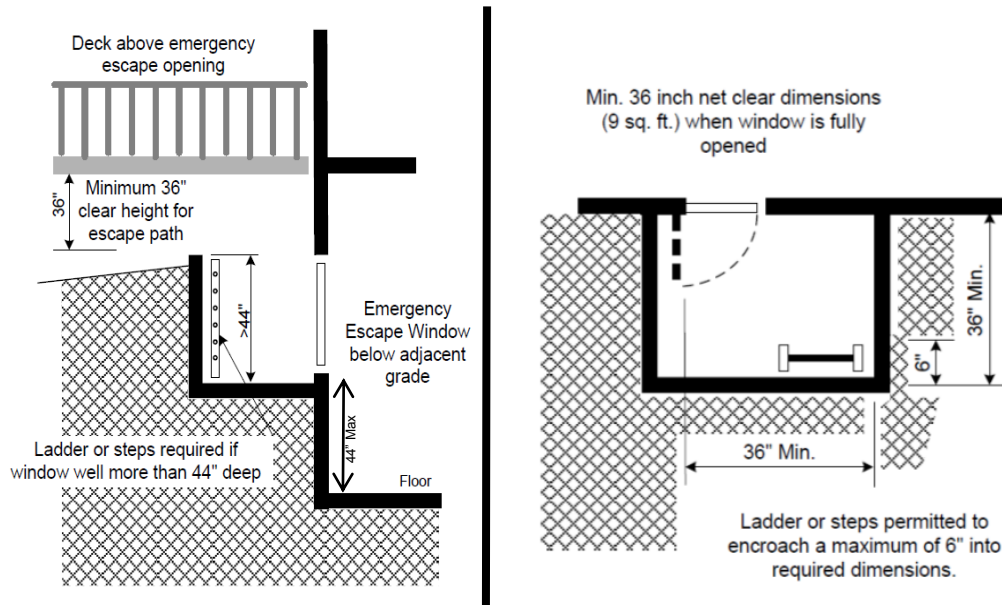 Deck above emergency
escape opening
36"
Minimum 36"
clear height for
escape path
>44"
Emergency
Escape Window
below adjacent
grade
44" Max
Ladder or steps required if
window well more than 44" deep
Floor
Min. 36 inch net clear dimensions
(9 sq. ft.) when window is fully
opened
36" Min.
6"
36" Min.
Ladder or steps permitted to
encroach a maximum of 6" into
required dimensions.